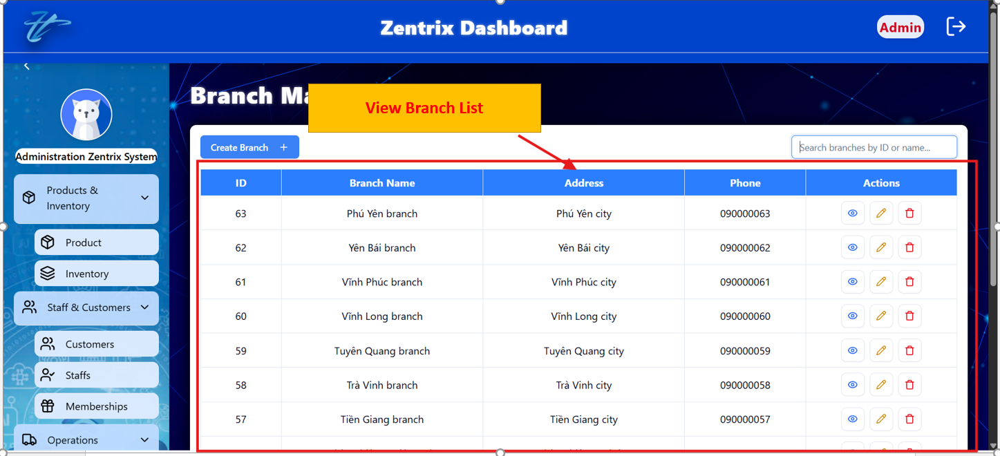 Zentrix Dashboard
Admin
Administration Zentrix System
Products &
Inventory
Product
Inventory
Staff & Customers
Customers
Staffs
Memberships
Operations
Branch Ma
View Branch List
Create Branch +
Search branches by ID or name...
ID Branch Name Address Phone Actions
63 Phú Yên branch Phú Yên city 090000063
62 Yên Bái branch Yên Bái city 090000062
61 Vĩnh Phúc branch Vĩnh Phúc city 090000061
60 Vĩnh Long branch Vĩnh Long city 090000060
59 Tuyên Quang branch Tuyên Quang city 090000059
58 Trà Vinh branch Trà Vinh city 090000058
57 Tiền Giang branch Tiền Giang city 090000057